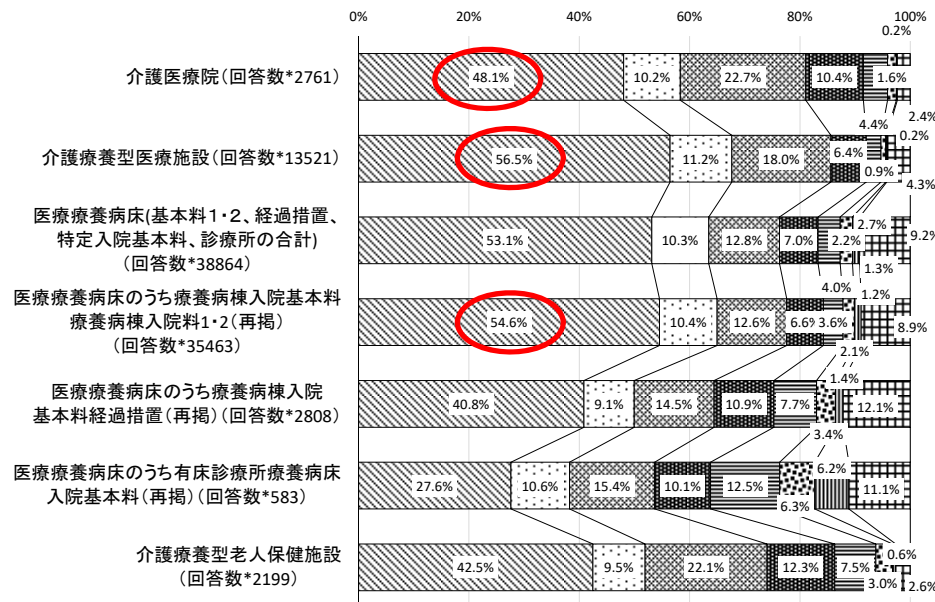 0% 20% 40% 60% 80% 100%
0.2%
介護医療院(回答数*2761) 48.1% 10.2% 22.7% 10.4% 1.6%
4.4% 2.4%
0.2%
介護療養型医療施設(回答数*13521) 56.5% 11.2% 18.0% 6.4% 0.9%
4.3%
医療療養病床(基本料1・2、経過措置、
特定入院基本料、診療所の合計)
(回答数*38864)
53.1% 10.3% 12.8% 7.0% 2.2% 2.7% 9.2%
1.3%
4.0% 1.2%
医療療養病床のうち療養病棟入院基本料
療養病棟入院料1・2(再掲)
(回答数*35463)
54.6% 10.4% 12.6% 6.6% 3.6% 8.9%
2.1%
1.4%
医療療養病床のうち療養病棟入院
基本料経過措置(再掲)(回答数*2808)
40.8% 9.1% 14.5% 10.9% 7.7% 12.1%
3.4%
6.2%
医療療養病床のうち有床診療所療養病床
入院基本料(再掲)(回答数*583)
27.6% 10.6% 15.4% 10.1% 12.5% 11.1%
6.3%
介護療養型老人保健施設
(回答数*2199)
42.5% 9.5% 22.1% 12.3% 7.5% 0.6%
3.0% 2.6%